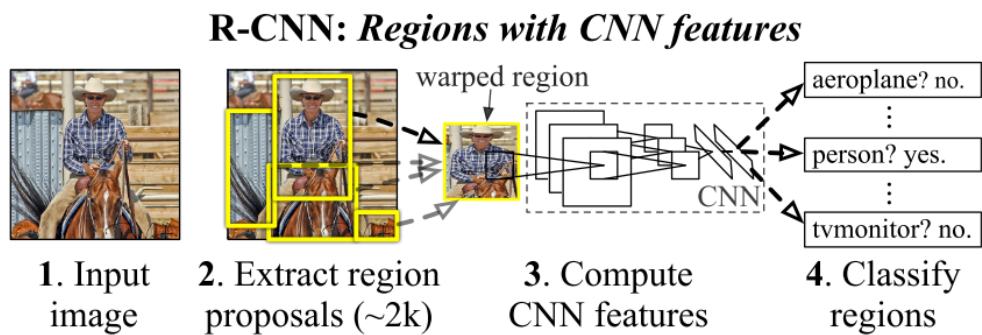 R-CNN: Regions with CNN features
warped region
aeroplane? no.
person? yes.
tvmonitor? no.
CNN
1. Input
image
2. Extract region
proposals (~2k)
3. Compute
CNN features
4. Classify
regions